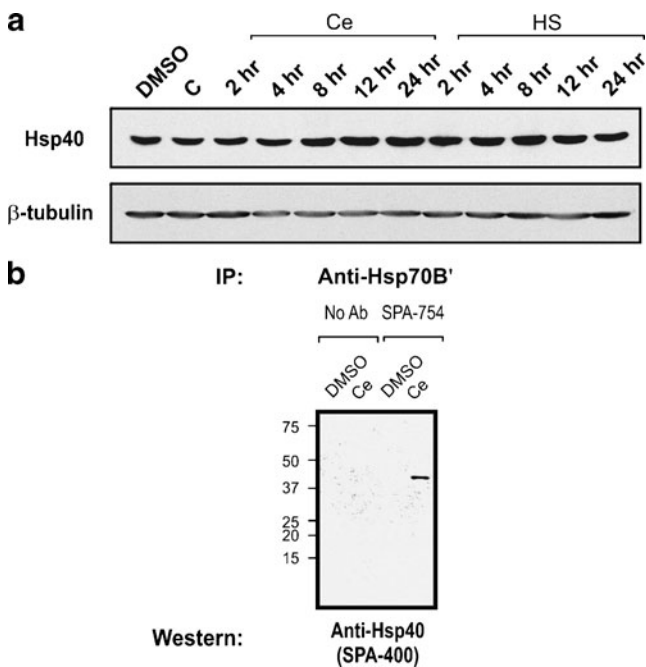 a
Ce HS
DMSO C 2 hr 4 hr 8 hr 12 hr 24 hr 2 hr 4 hr 8 hr 12 hr 24 hr
Hsp40
β-tubulin
b
IP: Anti-Hsp70B'
No Ab SPA-754
DMSO Ce DMSO Ce
75
50
37
25
20
15
Western: Anti-Hsp40
(SPA-400)